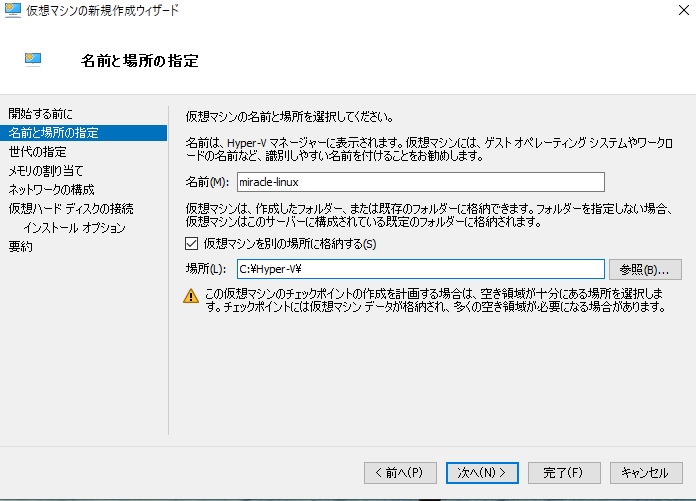 仮想マシンの新規作成ウィザード
名前と場所の指定
開始する前に
名前と場所の指定
世代の指定
メモリの割り当て
ネットワークの構成
仮想ハード ディスクの接続
インストール オプション
要約
仮想マシンの名前と場所を選択してください。
名前は、Hyper-V マネージャーに表示されます。仮想マシンには、ゲスト オペレーティング システムやワークロ
ードの名前など、識別しやすい名前を付けることをお勧めします。
名前(M): miracle-linux
仮想マシンは、作成したフォルダー、または既存のフォルダーに格納できます。フォルダーを指定しない場合、
仮想マシンはこのサーバーに構成されている既定のフォルダーに格納されます。
仮想マシンを別の場所に格納する(S)
場所(L): C:¥Hyper-V¥ 参照(B)...
この仮想マシンのチェックポイントの作成を計画する場合は、空き領域が十分にある場所を選択しま
す。チェックポイントには仮想マシン データが格納され、多くの空き領域が必要になる場合があります。
< 前へ(P) 次へ(N) > 完了(F) キャンセル